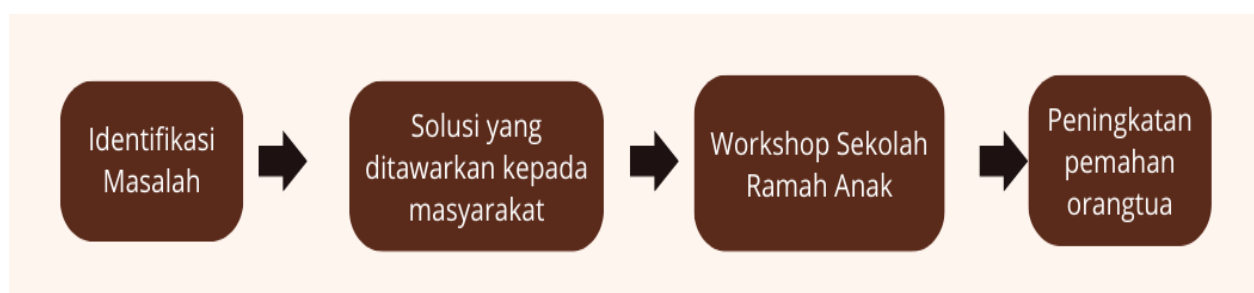 Identifikasi
Masalah
Solusi yang
ditawarkan kepada
masyarakat
Workshop Sekolah
Ramah Anak
Peningkatan
pemahan
orangtua